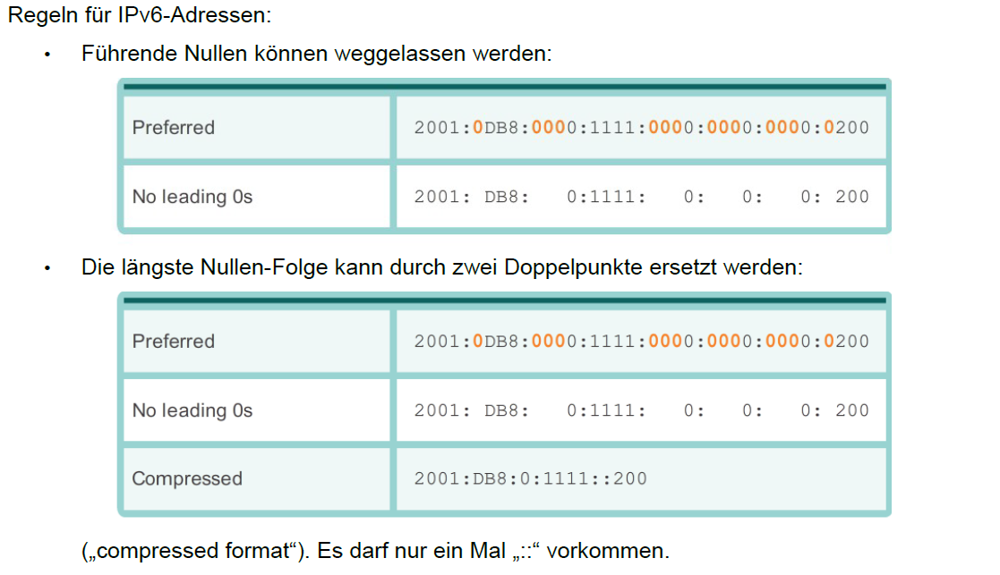 Regeln für IPv6-Adressen:
• Führende Nullen können weggelassen werden:
Preferred 2001:0DB8:0000:1111:0000:0000:0000:0200
No leading 0s 2001: DB8:   0:1111:   0:   0:   0: 200
• Die längste Nullen-Folge kann durch zwei Doppelpunkte ersetzt werden:
Preferred 2001:0DB8:0000:1111:0000:0000:0000:0200
No leading 0s 2001: DB8:   0:1111:   0:   0:   0: 200
Compressed 2001:DB8:0:1111::200
(„compressed format“). Es darf nur ein Mal „::“ vorkommen.